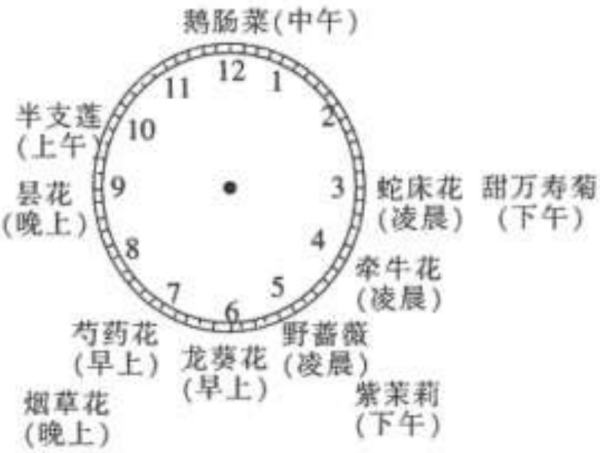 鹅肠菜(中午)
12
11
1
2
半支莲
(上午)
10
昙花
(晚上)
9
3
蛇床花
(凌晨)
甜万寿菊
(下午)
8
4
牵牛花
(凌晨)
7
5
6
芍药花
(早上)
龙葵花
(早上)
野蔷薇
(凌晨)
烟草花
(晚上)
紫茉莉
(下午)